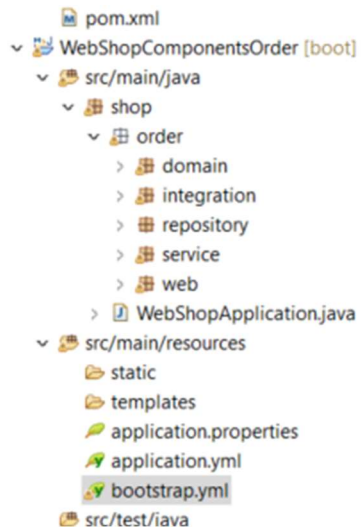 pom.xml
WebShopComponentsOrder [boot]
src/main/java
shop
order
domain
integration
repository
service
web
WebShopApplication.java
src/main/resources
static
templates
application.properties
application.yml
bootstrap.yml
src/test/java